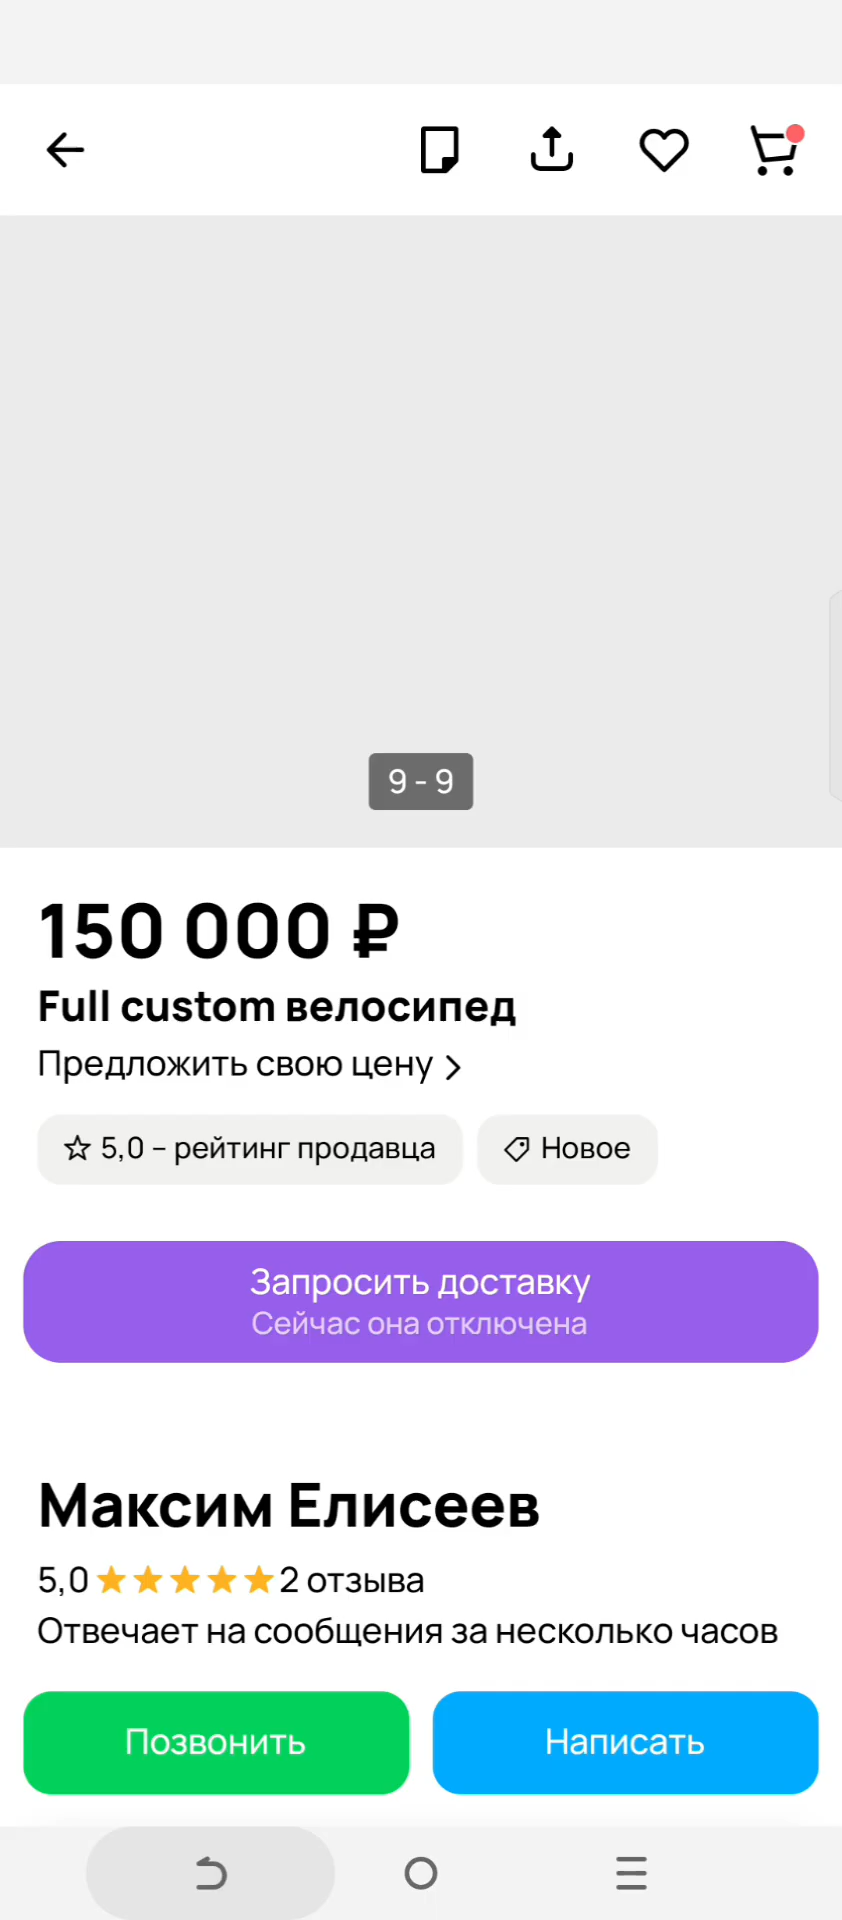 9 - 9
150 000 ₽
Full custom велосипед
Предложить свою цену
5,0 – рейтинг продавца
Новое
Запросить доставку
Сейчас она отключена
Максим Елисеев
5,0 2 отзыва
Отвечает на сообщения за несколько часов
Позвонить
Написать